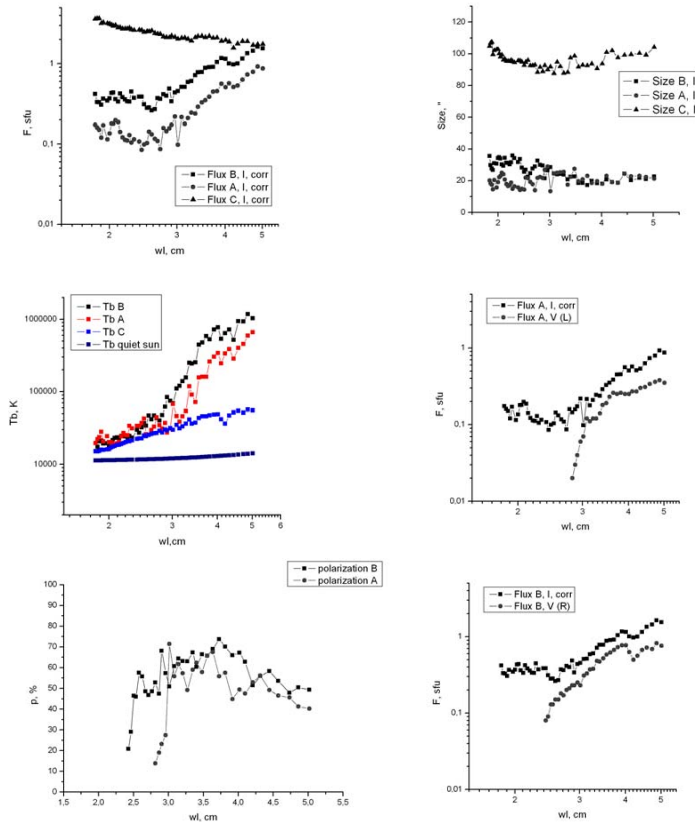 F, sfu
1
0,1
0,01
Flux B, I, corr
Flux A, I, corr
Flux C, I, corr
2
3
4
5
wl, cm
Size,"
120
100
80
60
40
20
0
Size B, I
Size A, I
Size C, I
2
3
4
5
wl, cm
Tb, K
1000000
100000
10000
Tb B
Tb A
Tb C
Tb quiet sun
2
3
4
5
6
wl,cm
F, sfu
1
0,1
0,01
Flux A, I, corr
Flux A, V (L)
2
3
4
5
wl, cm
p, %
100
90
80
70
60
50
40
30
20
10
0
polarization B
polarization A
1,5
2,0
2,5
3,0
3,5
4,0
4,5
5,0
5,5
wl, cm
F, sfu
1
0,1
0,01
Flux B, I, corr
Flux B, V (R)
2
3
4
5
wl, cm